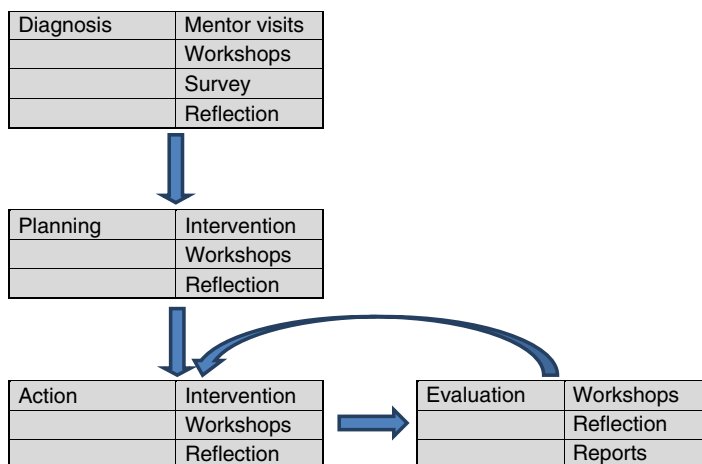 Diagnosis Mentor visits
Workshops
Survey
Reflection
Planning Intervention
Workshops
Reflection
Action Intervention
Workshops
Reflection
Evaluation Workshops
Reflection
Reports